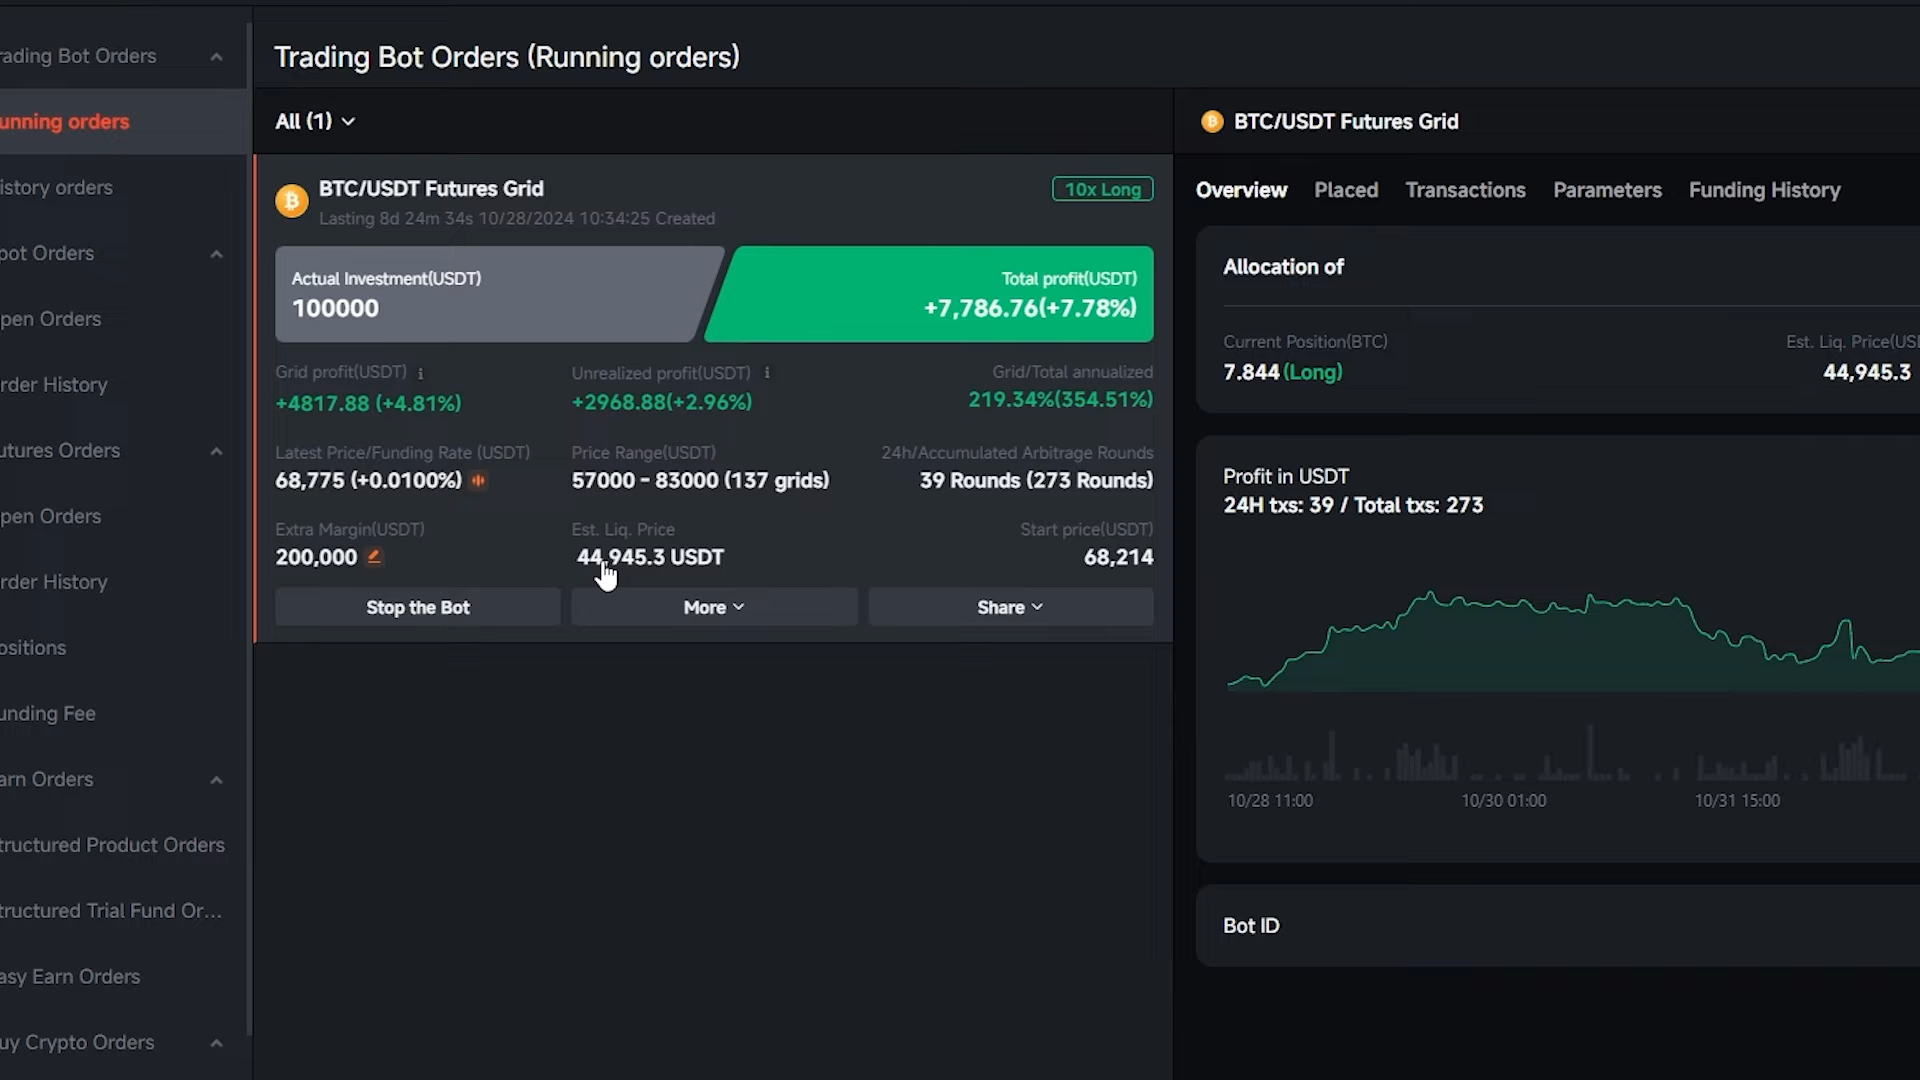 rading Bot Orders
unning orders
istory orders
pot Orders
pen Orders
rder History
utures Orders
pen Orders
rder History
ositions
unding Fee
arn Orders
tructured Product Orders
tructured Trial Fund Or...
asy Earn Orders
uy Crypto Orders
Trading Bot Orders (Running orders)
All (1)
BTC/USDT Futures Grid
10x Long
Lasting 8d 24m 34s 10/28/2024 10:34:25 Created
Actual Investment(USDT)
100000
Total profit(USDT)
+7,786.76(+7.78%)
Grid profit(USDT) i
+4817.88 (+4.81%)
Unrealized profit(USDT) i
+2968.88(+2.96%)
Grid/Total annualized
219.34%(354.51%)
Latest Price/Funding Rate (USDT)
68,775 (+0.0100%)
Price Range(USDT)
57000 - 83000 (137 grids)
24h/Accumulated Arbitrage Rounds
39 Rounds (273 Rounds)
Extra Margin(USDT)
200,000
Est. Liq. Price
44,945.3 USDT
Start price(USDT)
68,214
Stop the Bot
More
Share
BTC/USDT Futures Grid
Overview Placed Transactions Parameters Funding History
Allocation of
Current Position(BTC)
7.844 (Long)
Est. Liq. Price(USD
44,945.3
Profit in USDT
24H txs: 39 / Total txs: 273
10/28 11:00 10/30 01:00 10/31 15:00
Bot ID